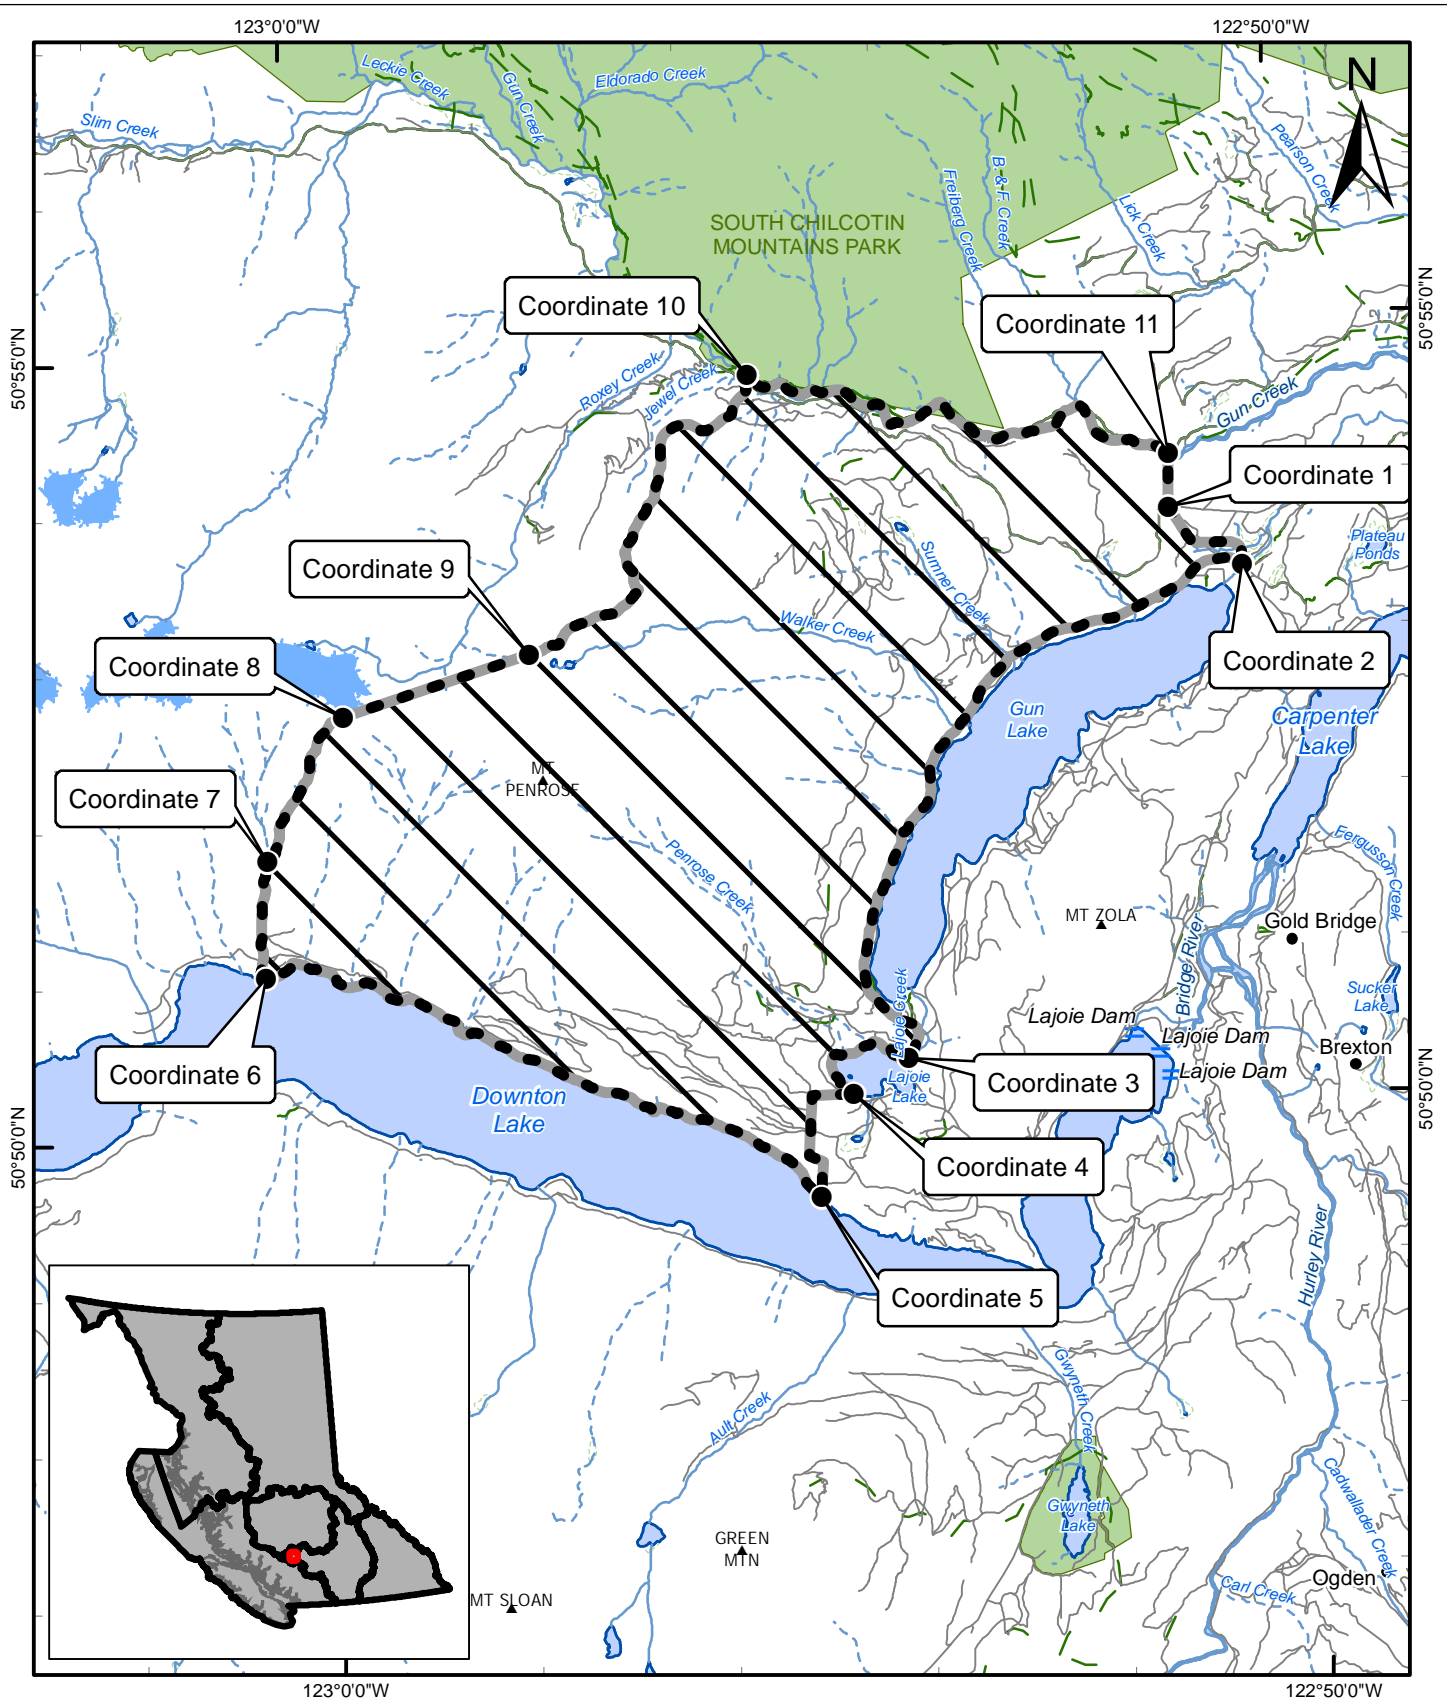 123°0'0"W
122°50'0"W
N
Leckie Creek
Gun Creek
Eldorado Creek
Slim Creek
Pearson Creek
B. & F. Creek
Freiberg Creek
Lick Creek
SOUTH CHILCOTIN
MOUNTAINS PARK
Coordinate 10
Coordinate 11
50°55'0"N
50°55'0"N
Roxey Creek
Jewel Creek
Gun Creek
Coordinate 1
Plateau
Ponds
Coordinate 9
Sumner Creek
Walker Creek
Coordinate 8
Coordinate 2
Gun
Lake
Carpenter
Lake
MT
PENROSE
Coordinate 7
Fergusson Creek
Penrose Creek
MT ZOLA
Gold Bridge
Bridge River
Sucker
Lake
Lajoie Creek
Lajoie Dam
Lajoie Dam
Lajoie Dam
Brexton
Coordinate 6
Coordinate 3
Lajoie
Lake
Downton
Lake
50°50'0"N
50°50'0"N
Coordinate 4
Hurley River
Coordinate 5
Gwyneth Creek
Ault Creek
Gwyneth
Lake
Cadwallader Creek
GREEN
MTN
Ogden
Carl Creek
MT SLOAN
123°0'0"W
122°50'0"W